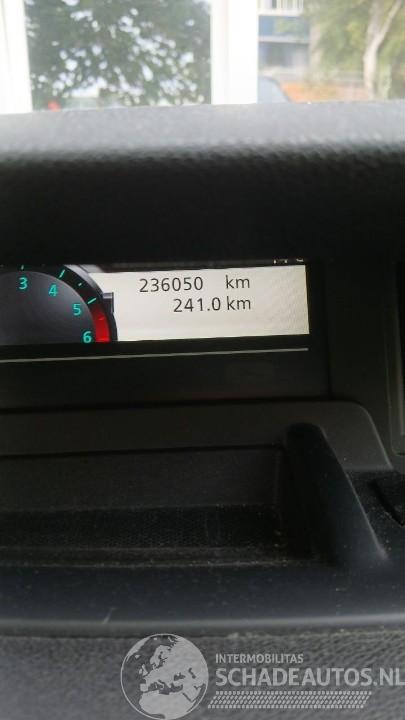 3
4
5
6
236050 km
241.0 km
INTERMOBILITAS
SCHADEAUTOS.NL